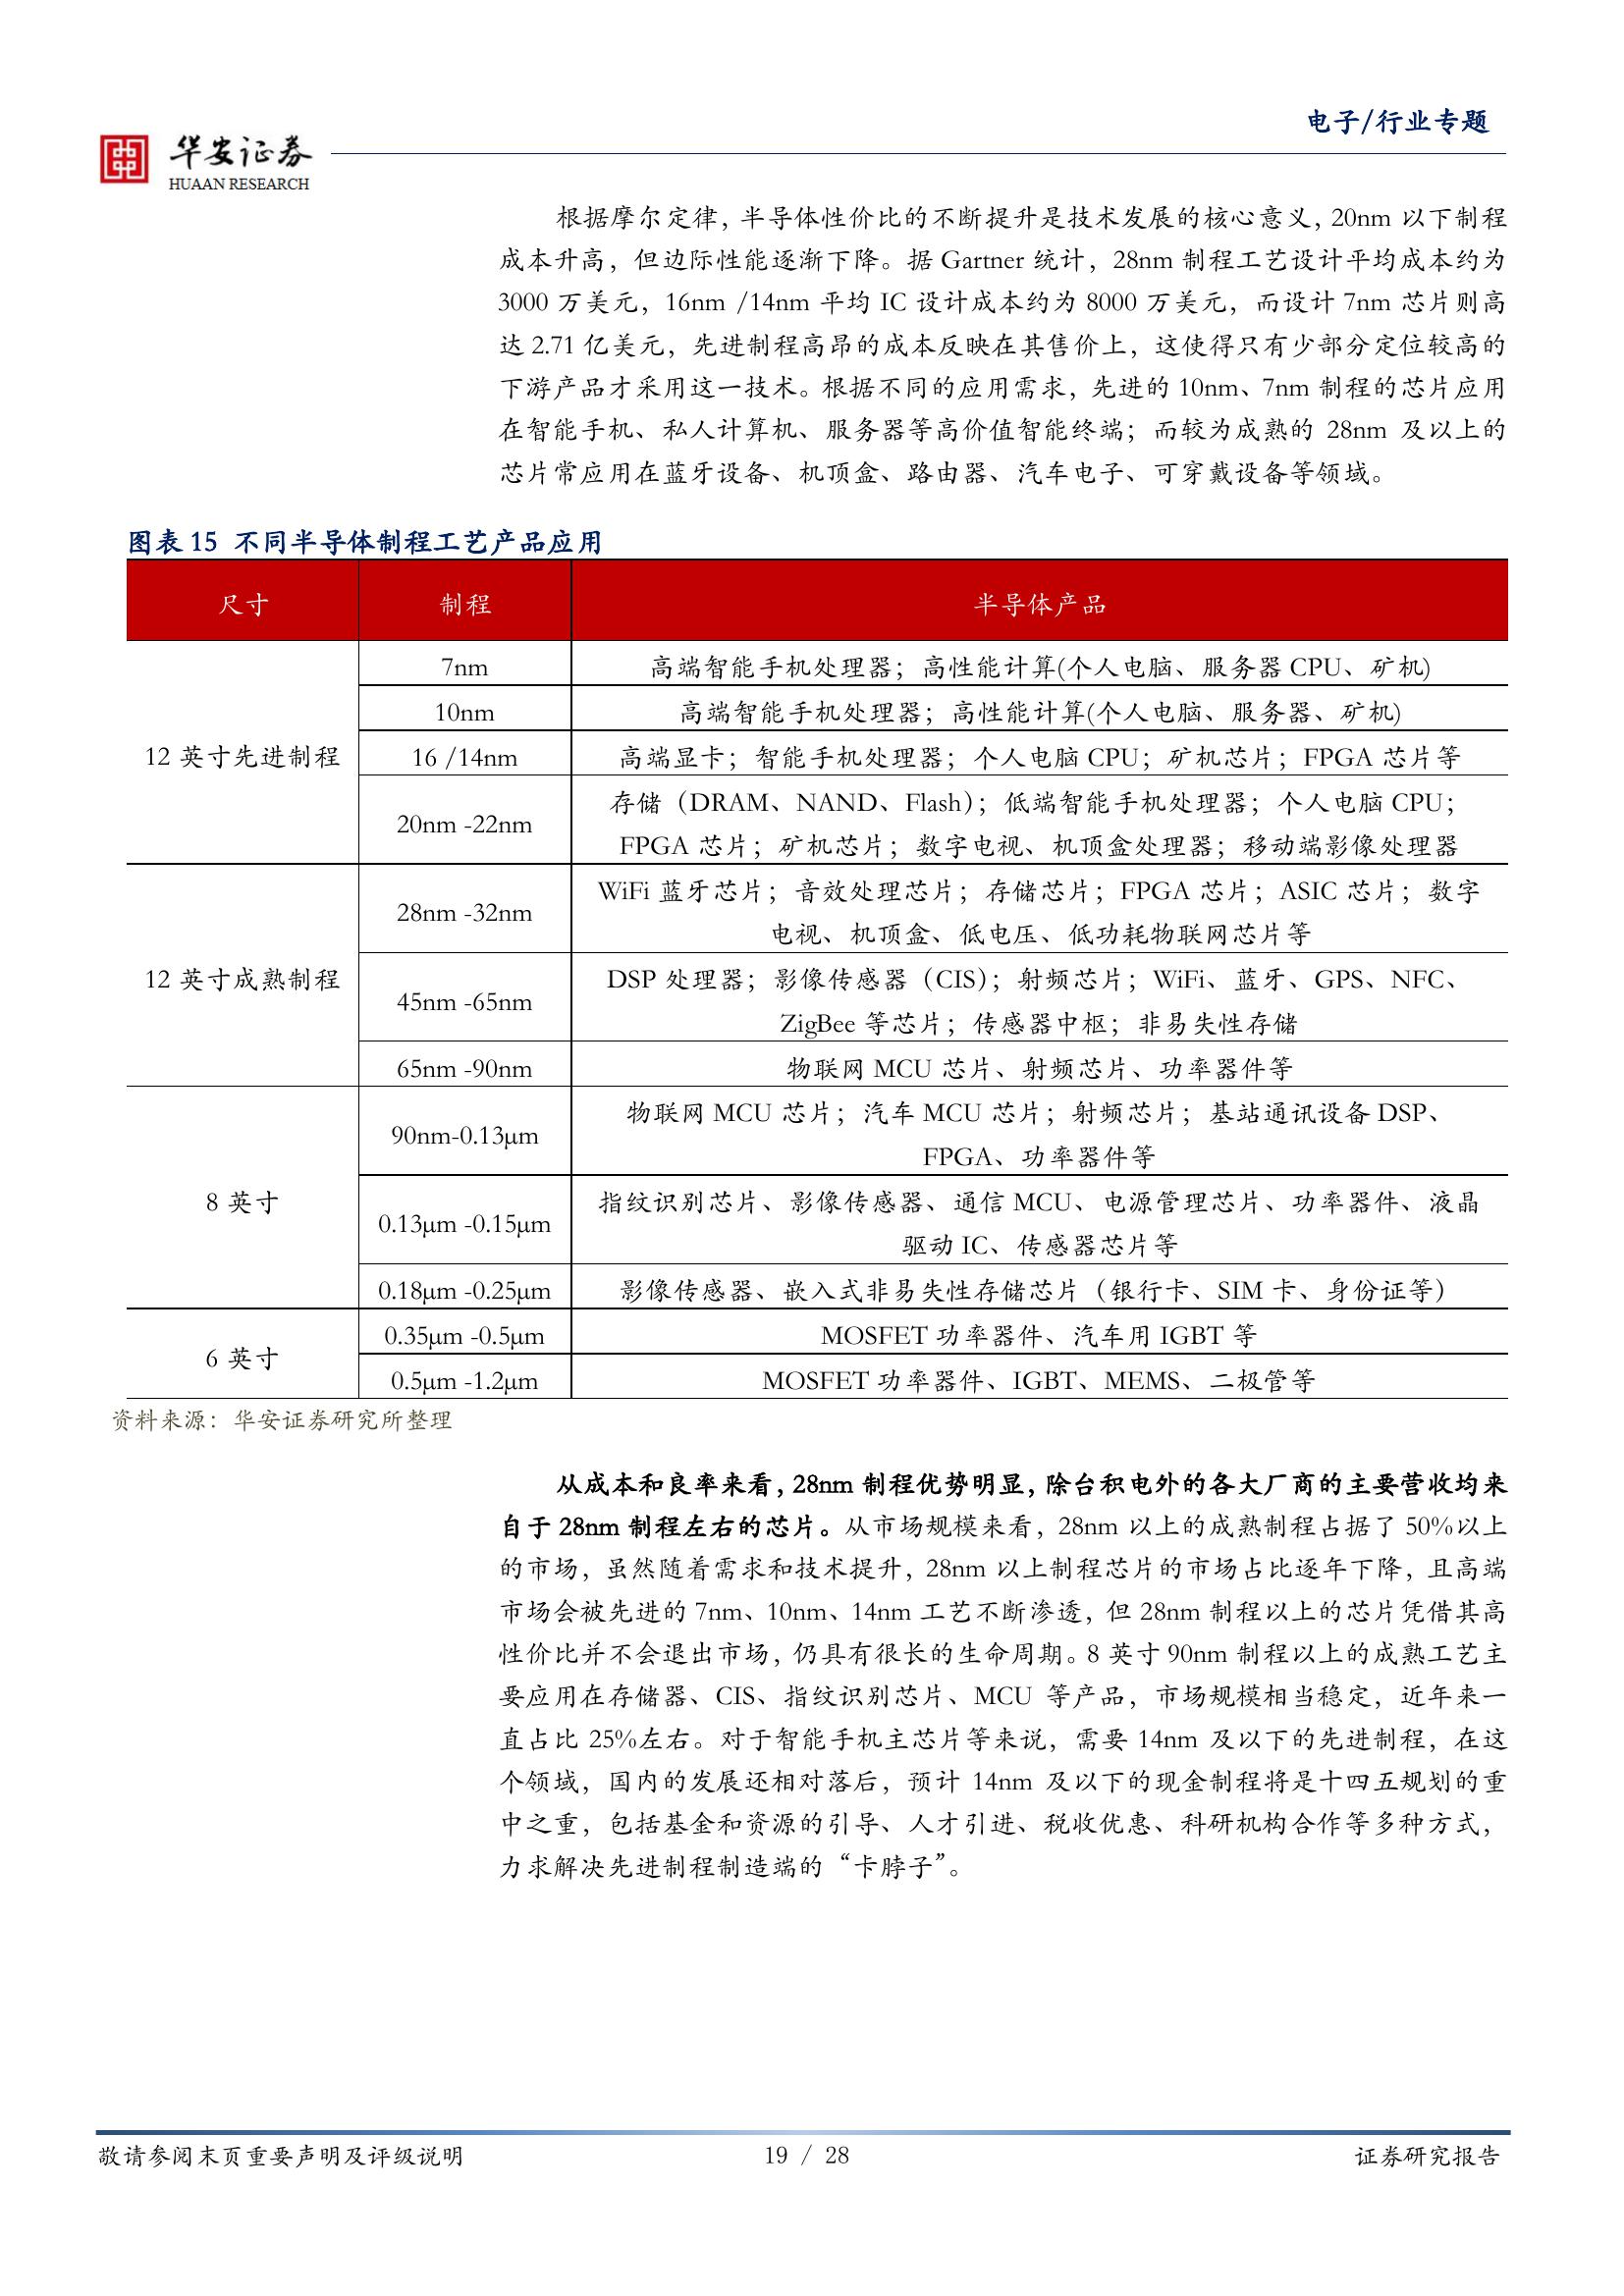 电子/行业专题
华安证券
HUAAN RESEARCH
根据摩尔定律，半导体性价比的不断提升是技术发展的核心意义，20nm 以下制程
成本升高，但边际性能逐渐下降。据 Gartner 统计，28nm 制程工艺设计平均成本约为
3000 万美元，16nm /14nm 平均 IC 设计成本约为 8000 万美元，而设计 7nm 芯片则高
达 2.71 亿美元，先进制程高昂的成本反映在其售价上，这使得只有少部分定位较高的
下游产品才采用这一技术。根据不同的应用需求，先进的 10nm、7nm 制程的芯片应用
在智能手机、私人计算机、服务器等高价值智能终端；而较为成熟的 28nm 及以上的
芯片常应用在蓝牙设备、机顶盒、路由器、汽车电子、可穿戴设备等领域。
图表 15 不同半导体制程工艺产品应用
尺寸 制程 半导体产品
12 英寸先进制程
7nm 高端智能手机处理器；高性能计算(个人电脑、服务器 CPU、矿机)
10nm 高端智能手机处理器；高性能计算(个人电脑、服务器、矿机)
16 /14nm 高端显卡；智能手机处理器；个人电脑 CPU；矿机芯片；FPGA 芯片等
20nm -22nm 存储（DRAM、NAND、Flash）；低端智能手机处理器；个人电脑 CPU；
FPGA 芯片；矿机芯片；数字电视、机顶盒处理器；移动端影像处理器
12 英寸成熟制程
28nm -32nm WiFi 蓝牙芯片；音效处理芯片；存储芯片；FPGA 芯片；ASIC 芯片；数字
电视、机顶盒、低电压、低功耗物联网芯片等
45nm -65nm DSP 处理器；影像传感器（CIS）；射频芯片；WiFi、蓝牙、GPS、NFC、
ZigBee 等芯片；传感器中枢；非易失性存储
65nm -90nm 物联网 MCU 芯片、射频芯片、功率器件等
8 英寸
90nm-0.13μm 物联网 MCU 芯片；汽车 MCU 芯片；射频芯片；基站通讯设备 DSP、
FPGA、功率器件等
0.13μm -0.15μm 指纹识别芯片、影像传感器、通信 MCU、电源管理芯片、功率器件、液晶
驱动 IC、传感器芯片等
0.18μm -0.25μm 影像传感器、嵌入式非易失性存储芯片（银行卡、SIM 卡、身份证等）
6 英寸
0.35μm -0.5μm MOSFET 功率器件、汽车用 IGBT 等
0.5μm -1.2μm MOSFET 功率器件、IGBT、MEMS、二极管等
资料来源：华安证券研究所整理
从成本和良率来看，28nm 制程优势明显，除台积电外的各大厂商的主要营收均来
自于 28nm 制程左右的芯片。从市场规模来看，28nm 以上的成熟制程占据了 50%以上
的市场，虽然随着需求和技术提升，28nm 以上制程芯片的市场占比逐年下降，且高端
市场会被先进的 7nm、10nm、14nm 工艺不断渗透，但 28nm 制程以上的芯片凭借其高
性价比并不会退出市场，仍具有很长的生命周期。8 英寸 90nm 制程以上的成熟工艺主
要应用在存储器、CIS、指纹识别芯片、MCU 等产品，市场规模相当稳定，近年来一
直占比 25%左右。对于智能手机主芯片等来说，需要 14nm 及以下的先进制程，在这
个领域，国内的发展还相对落后，预计 14nm 及以下的现金制程将是十四五规划的重
中之重，包括基金和资源的引导、人才引进、税收优惠、科研机构合作等多种方式，
力求解决先进制程制造端的“卡脖子”。
敬请参阅末页重要声明及评级说明 19 / 28 证券研究报告